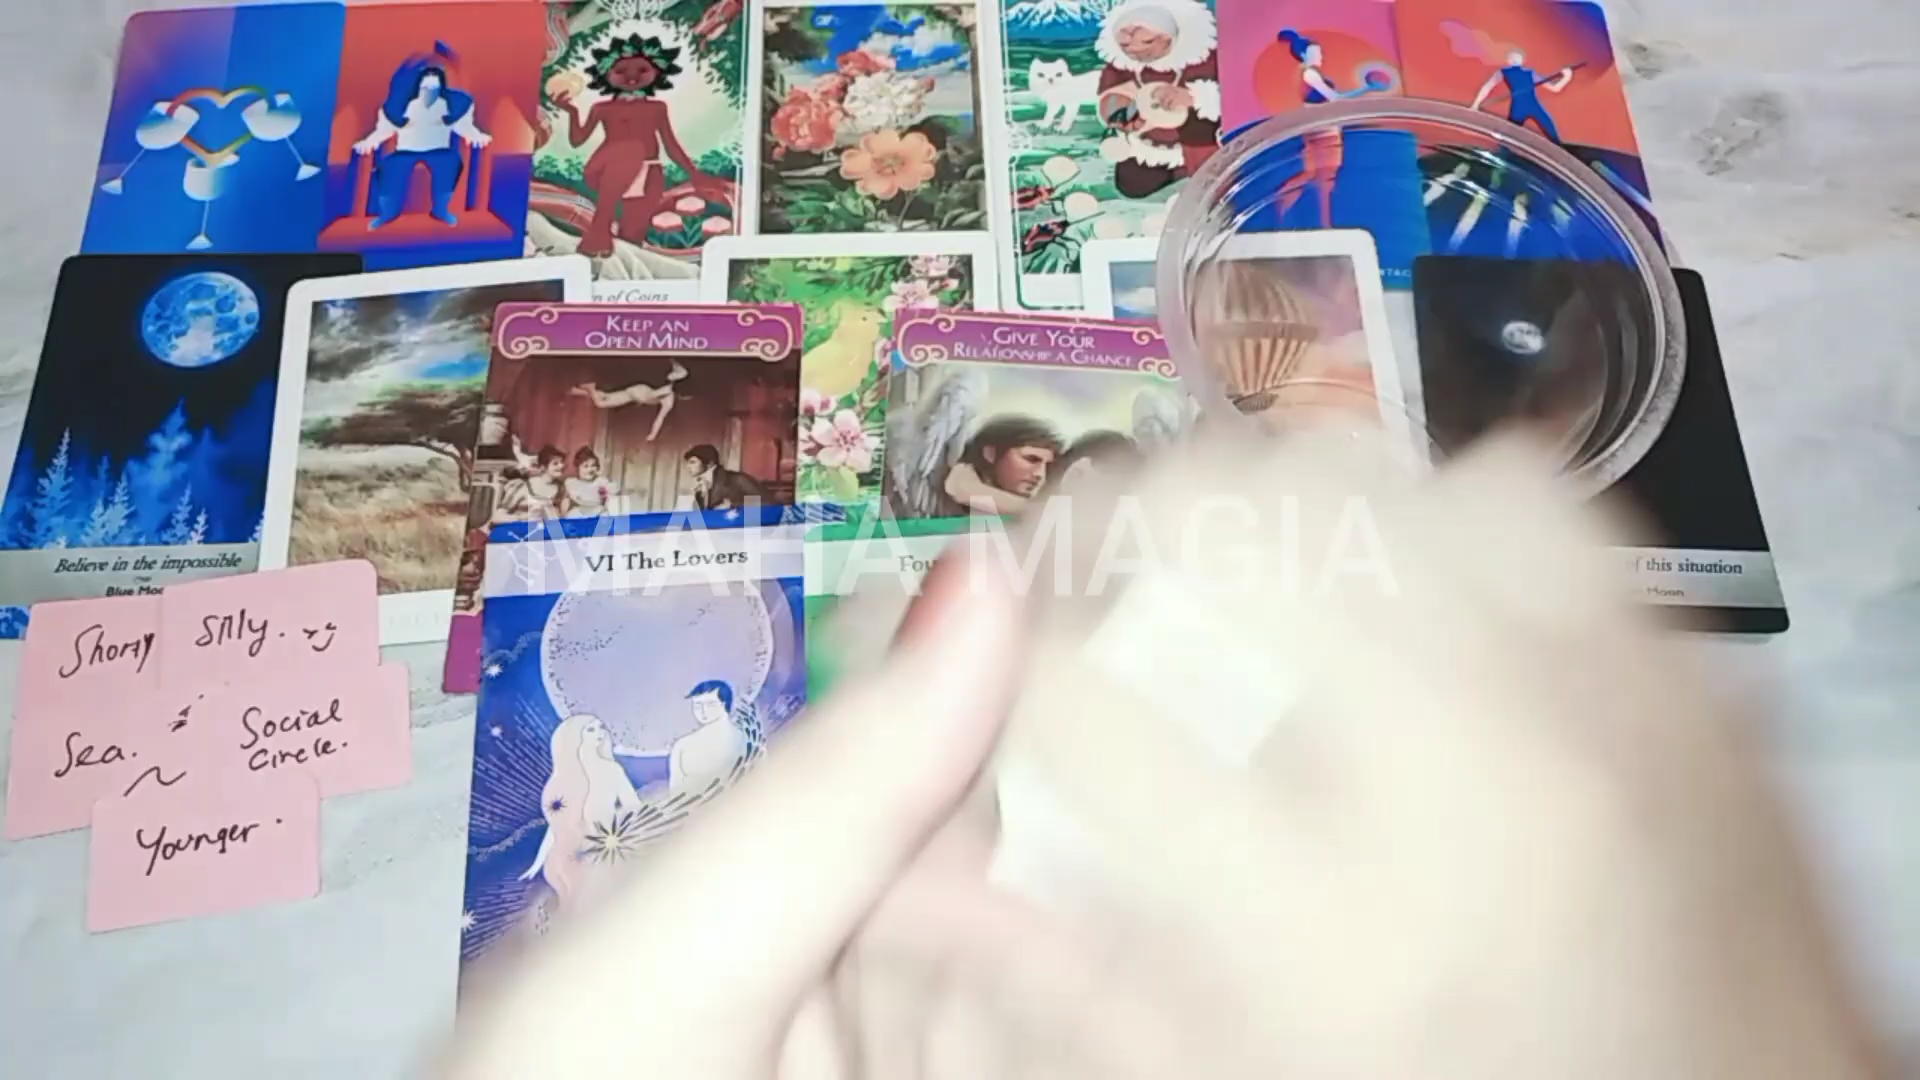 n of Coins
KEEP AN
OPEN MIND
GIVE YOUR
RELATIONSHIP A CHANCE
MAHA MAGIA
VI The Lovers
Believe in the impossible
Blue
of this situation
Moon
Shorty
Silly.
Sea.
Social
Circle.
Younger.